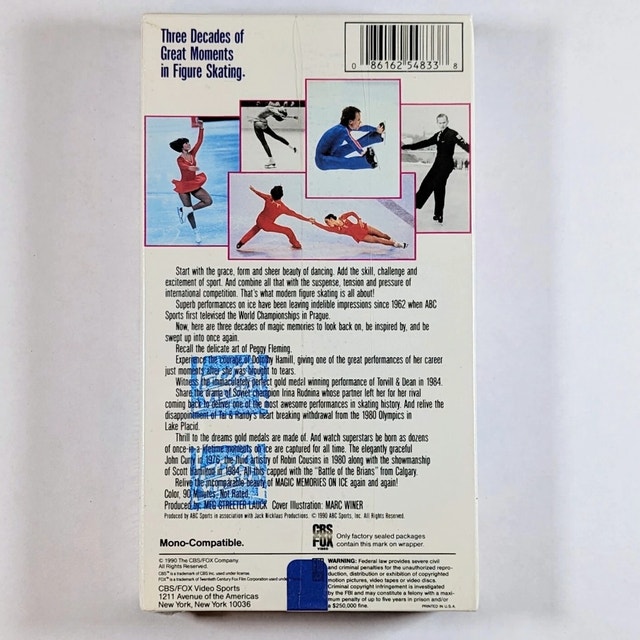 Three Decades of
Great Moments
in Figure Skating.
0 86162 54833 8
Start with the grace, form and sheer beauty of dancing. Add the skill, challenge and
excitement of sport. And combine all that with the suspense, tension and pressure of
international competition. That's what modern figure skating is all about!
Superb performances on ice have been leaving indelible impressions since 1962 when ABC
Sports first televised the World Championships in Prague.
Now, here are three decades of magic memories to look back on, be inspired by, and be
swept up into once again.
Recall the delicate art of Peggy Fleming.
Experience the courage of Dorothy Hamill, giving one of the great performances of her career
just moments after she was brought to tears.
Witness the immaculately perfect gold medal winning performance of Torvill & Dean in 1984.
Share the drama of Soviet champion Irina Rodnina whose partner left her for her rival
coming back to deliver one of the most awesome performances in skating history. And relive the
disappointment of Tai & Randy's heart breaking withdrawal from the 1980 Olympics in
Lake Placid.
Thrill to the dreams gold medals are made of. And watch superstars be born as dozens
of once-in-a-lifetime moments on ice are captured for all time. The elegantly graceful
John Curry in 1976, the fluid artistry of Robin Cousins in 1980 along with the showmanship
of Scott Hamilton in 1984. All this capped with the "Battle of the Brians" from Calgary.
Relive the incomparable beauty of MAGIC MEMORIES ON ICE again and again!
Color, 90 Minutes. Not Rated.
Produced by: MEG STREETER LAUCK Cover Illustration: MARC WINER
Produced by ABC Sports in association with Jack Nicklaus Productions. © 1990 ABC Sports, Inc. All Rights Reserved.
Mono-Compatible.
CBS
FOX
VIDEO
Only factory sealed packages
contain this mark on wrapper.
© 1990 The CBS/FOX Company
All Rights Reserved.
CBS™ is a trademark of CBS Inc. used under license
FOX™ is a trademark of Twentieth Century Fox Film Corporation used under
CBS/FOX Video Sports
1211 Avenue of the Americas
New York, New York 10036
WARNING: Federal law provides severe civil
and criminal penalties for the unauthorized repro-
duction, distribution or exhibition of copyrighted
motion pictures, video tapes or video discs.
Criminal copyright infringement is investigated
by the FBI and may constitute a felony with a maxi-
mum penalty of up to five years in prison and/or
a $250,000 fine.
PRINTED IN U.S.A.